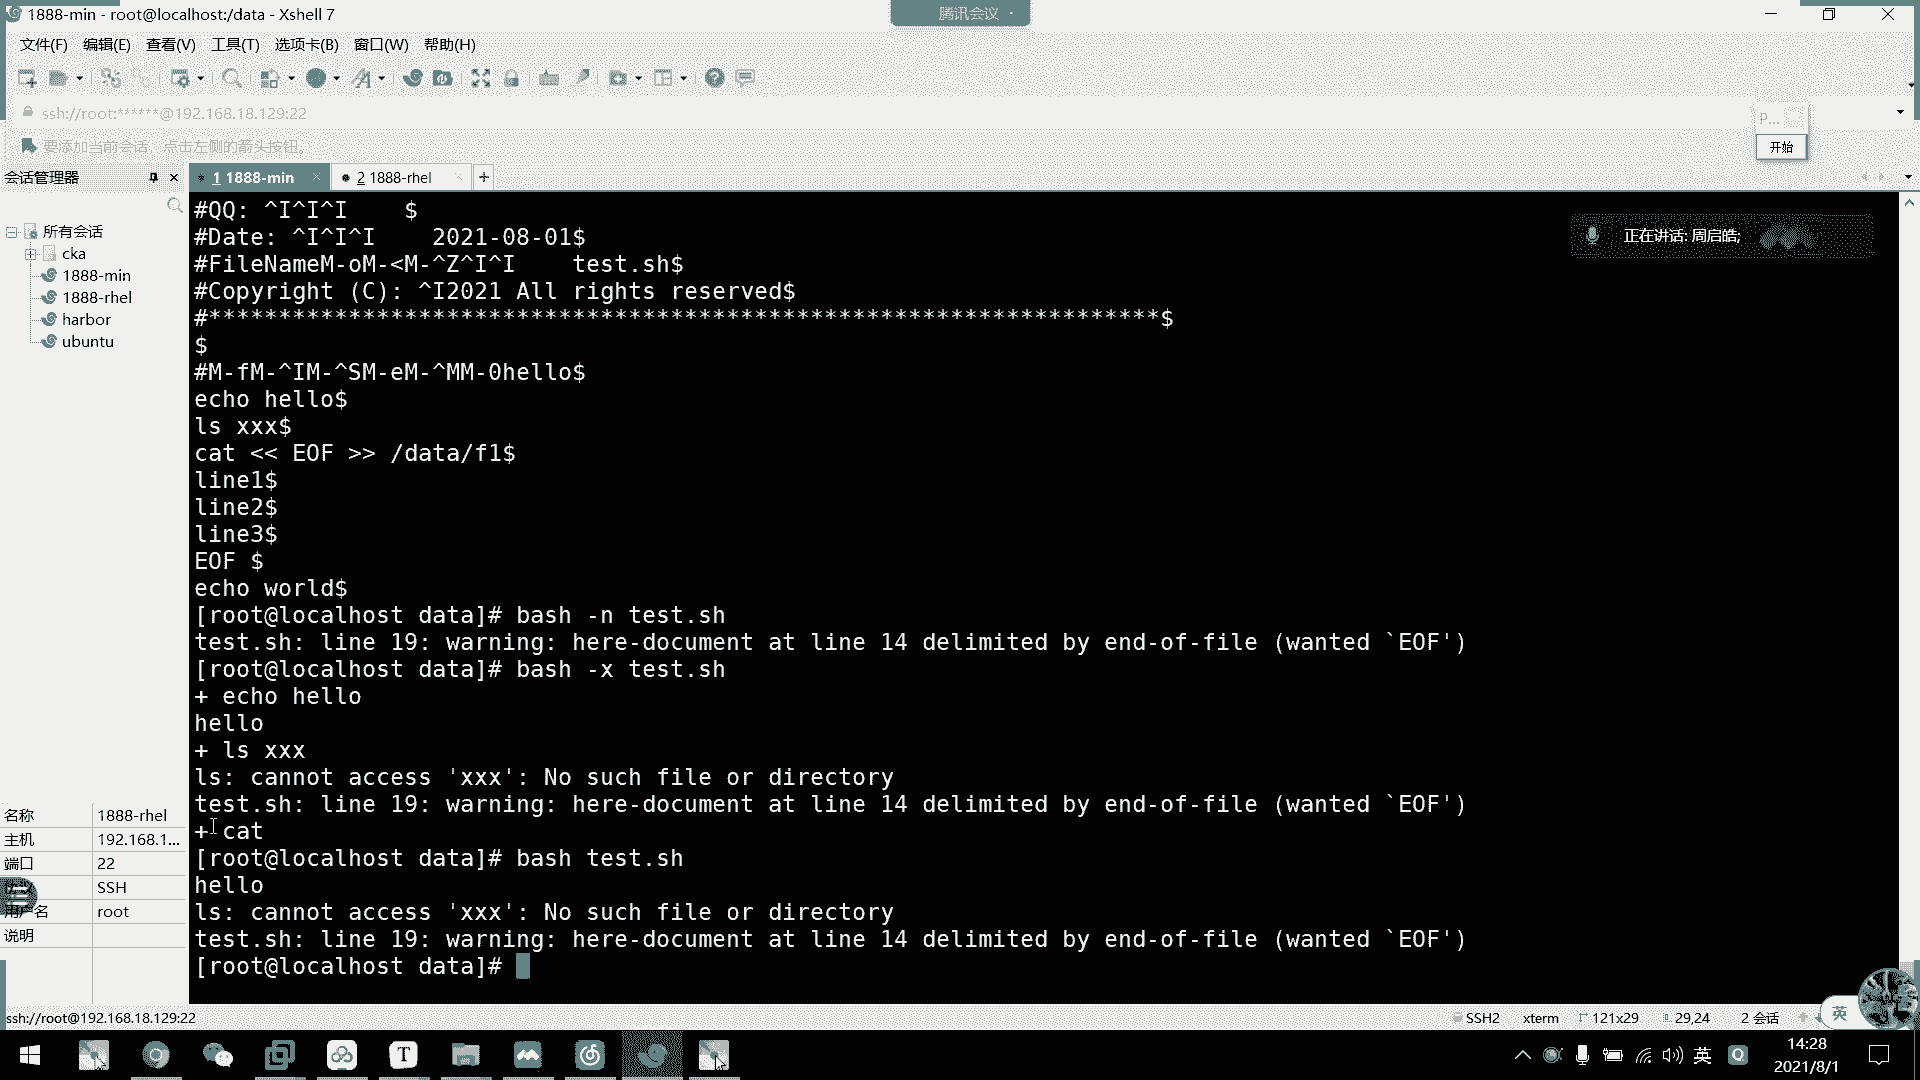 1888-min - root@localhost:/data - Xshell 7
腾讯会议 ·
文件(F) 编辑(E) 查看(V) 工具(T) 选项卡(B) 窗口(W) 帮助(H)
ssh://root:******@192.168.18.129:22
P...
要添加当前会话，点击左侧的箭头按钮。
开始
会话管理器
1 1888-min
2 1888-rhel
+
所有会话
cka
1888-min
1888-rhel
harbor
ubuntu
正在讲话: 周启皓;
#QQ: ^I^I^I    $
#Date: ^I^I^I    2021-08-01$
#FileNameM-oM-<M-^Z^I^I    test.sh$
#Copyright (C): ^I2021 All rights reserved$
#********************************************************************$
$
#M-fM-^IM-^SM-eM-^MM-0hello$
echo hello$
ls xxx$
cat << EOF >> /data/f1$
line1$
line2$
line3$
EOF $
echo world$
[root@localhost data]# bash -n test.sh
test.sh: line 19: warning: here-document at line 14 delimited by end-of-file (wanted `EOF')
[root@localhost data]# bash -x test.sh
+ echo hello
hello
+ ls xxx
ls: cannot access 'xxx': No such file or directory
test.sh: line 19: warning: here-document at line 14 delimited by end-of-file (wanted `EOF')
+ cat
[root@localhost data]# bash test.sh
hello
ls: cannot access 'xxx': No such file or directory
test.sh: line 19: warning: here-document at line 14 delimited by end-of-file (wanted `EOF')
[root@localhost data]#
名称 1888-rhel
主机 192.168.1...
端口 22
SSH
用户名 root
说明
ssh://root@192.168.18.129:22
SSH2 xterm 121x29 29,24 2 会话
英
T
英
14:28
2021/8/1